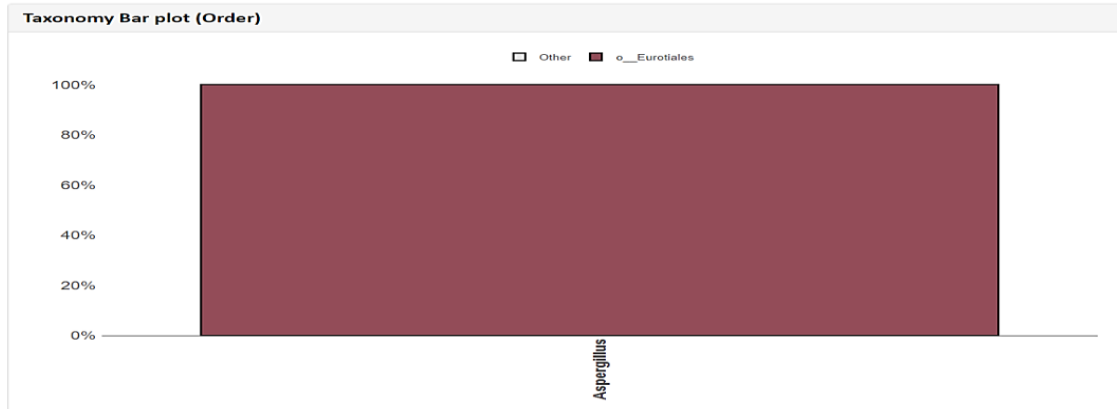 Taxonomy Bar plot (Order)
Other o__Eurotiales
100%
80%
60%
40%
20%
0%
Aspergillus